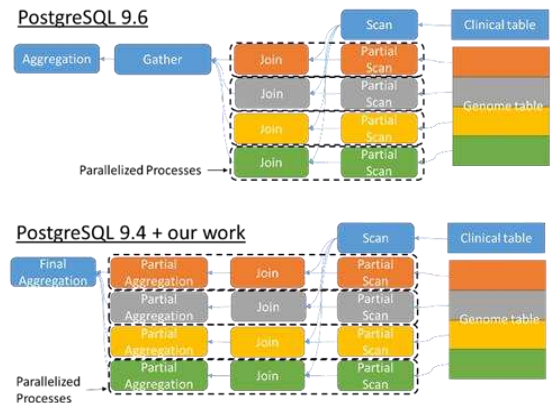 PostgreSQL 9.6
Scan
Clinical table
Aggregation
Gather
Join
Partial
Scan
Join
Partial
Scan
Genome table
Join
Partial
Scan
Join
Partial
Scan
Parallelized Processes
PostgreSQL 9.4 + our work
Scan
Clinical table
Final
Aggregation
Partial
Aggregation
Join
Partial
Scan
Partial
Aggregation
Join
Partial
Scan
Genome table
Partial
Aggregation
Join
Partial
Scan
Partial
Aggregation
Join
Partial
Scan
Parallelized
Processes